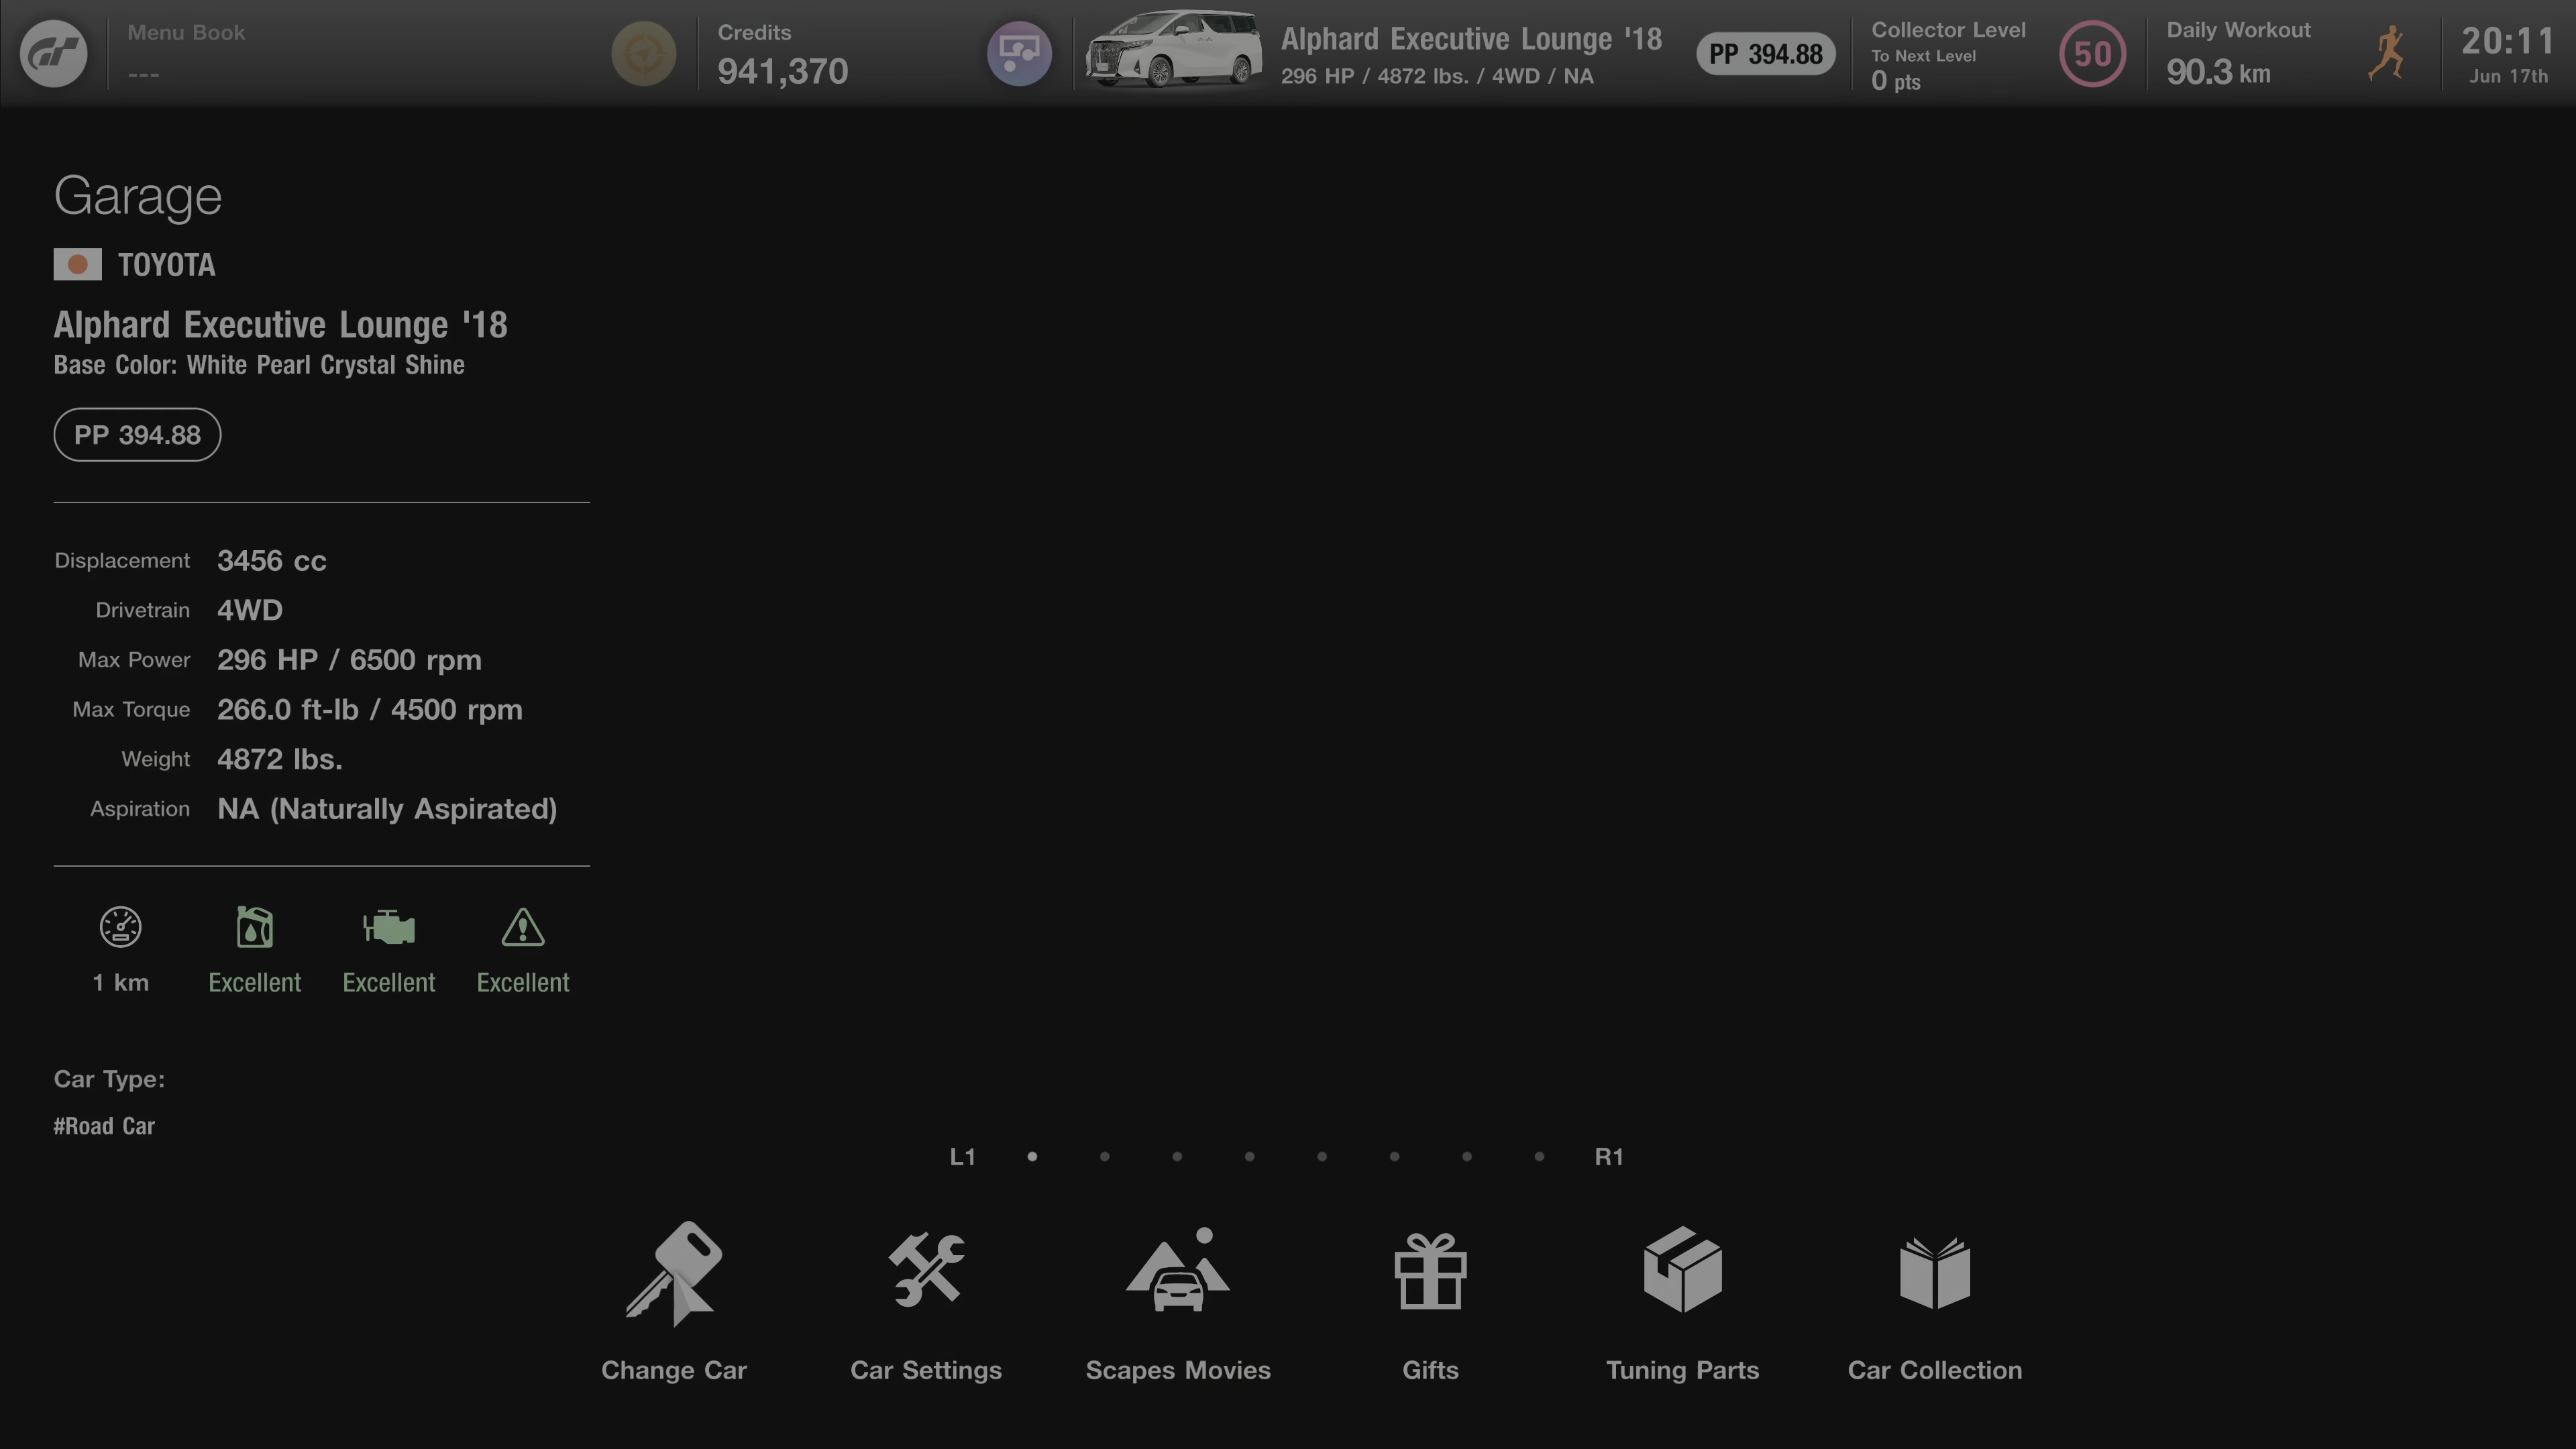 Menu Book
---
Credits
941,370
Alphard Executive Lounge '18
296 HP / 4872 lbs. / 4WD / NA
PP 394.88
Collector Level
To Next Level
0 pts
50
Daily Workout
90.3 km
20:11
Jun 17th
Garage
TOYOTA
Alphard Executive Lounge '18
Base Color: White Pearl Crystal Shine
PP 394.88
Displacement 3456 cc
Drivetrain 4WD
Max Power 296 HP / 6500 rpm
Max Torque 266.0 ft-lb / 4500 rpm
Weight 4872 lbs.
Aspiration NA (Naturally Aspirated)
1 km Excellent Excellent Excellent
Car Type:
#Road Car
L1 R1
Change Car Car Settings Scapes Movies Gifts Tuning Parts Car Collection